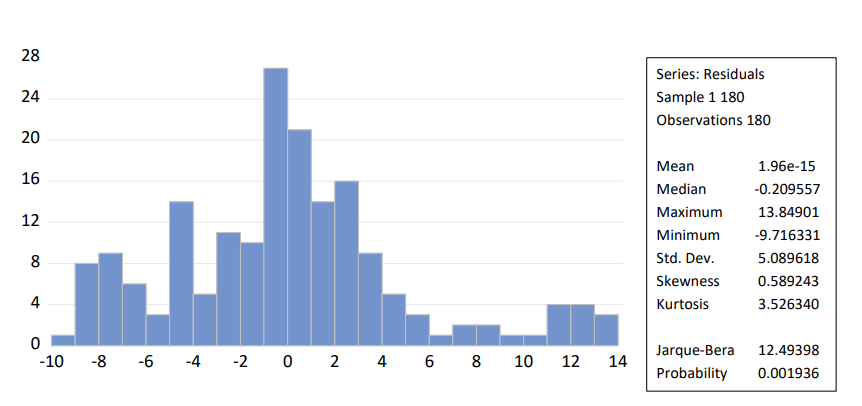 28
24
20
16
12
8
4
0
-10 -8 -6 -4 -2 0 2 4 6 8 10 12 14
Series: Residuals
Sample 1 180
Observations 180
Mean 1.96e-15
Median -0.209557
Maximum 13.84901
Minimum -9.716331
Std. Dev. 5.089618
Skewness 0.589243
Kurtosis 3.526340
Jarque-Bera 12.49398
Probability 0.001936